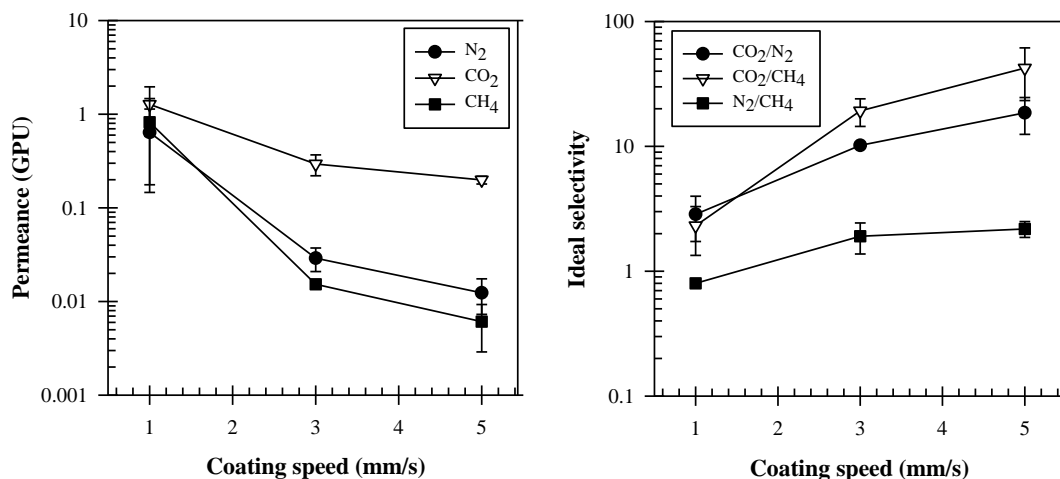 Permeance (GPU)
10
1
0.1
0.01
0.001
N2
CO2
CH4
1 2 3 4 5
Coating speed (mm/s)
Ideal selectivity
100
10
1
0.1
CO2/N2
CO2/CH4
N2/CH4
1 2 3 4 5
Coating speed (mm/s)